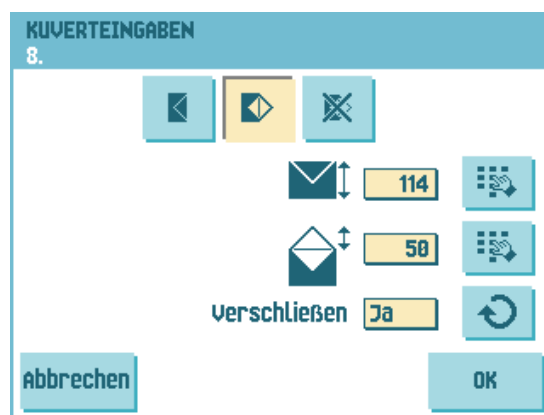 KUVERTEINGABEN
8.
114
50
Verschließen Ja
Abbrechen OK